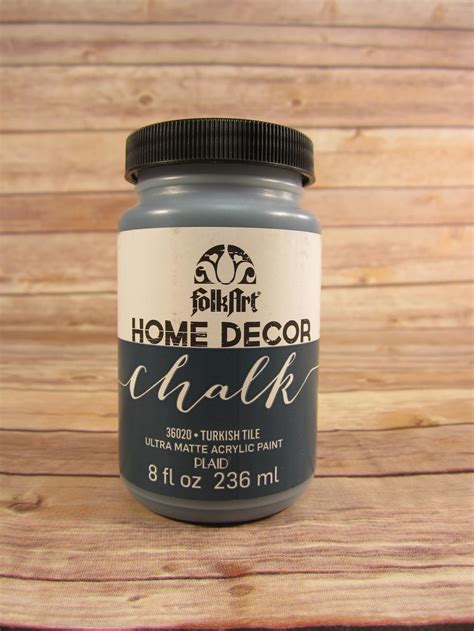 folkArt®
HOME DECOR
chalk
36020 • TURKISH TILE
ULTRA MATTE ACRYLIC PAINT
PLAID
8 fl oz 236 ml